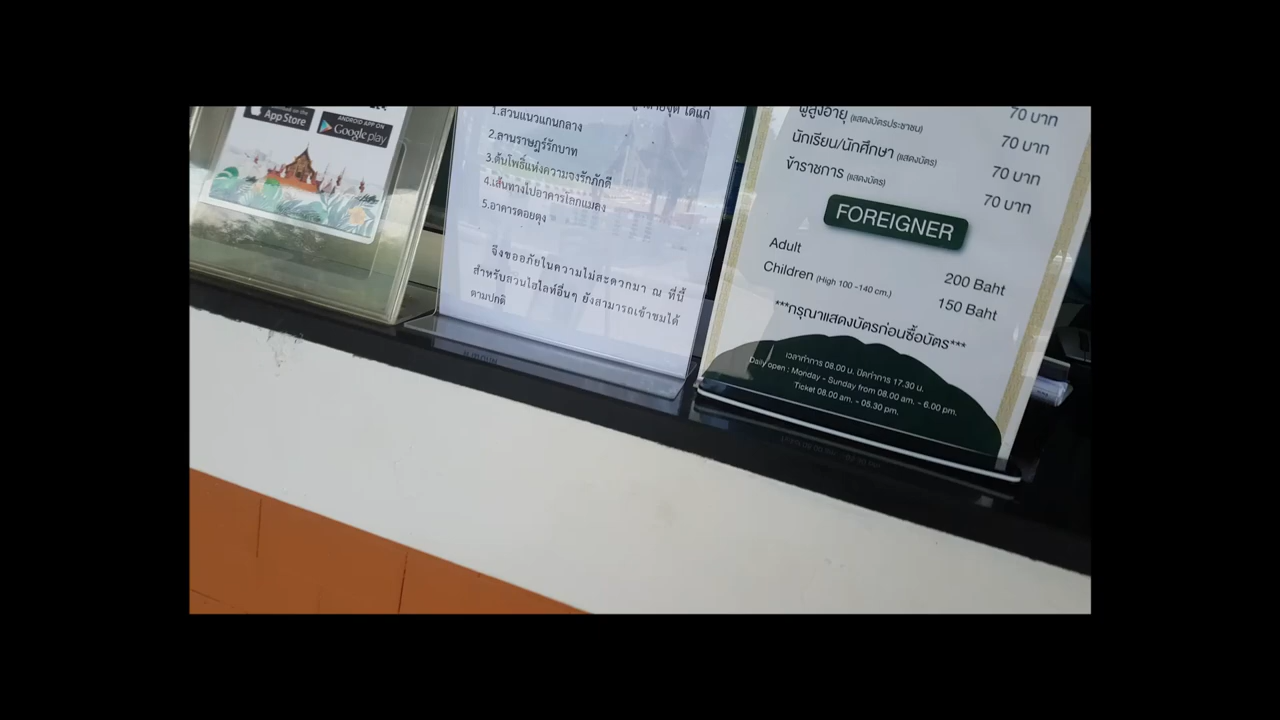 App Store
ANDROID APP ON
Google play
ได้แก่
1.สวนแนวแกนกลาง
2.ลานราษฎร์รักบาท
3.ต้นโพธิ์แห่งความจงรักภักดี
4.เส้นทางไปอาคารโลกแมลง
5.อาคารดอยตุง
จึงขออภัยในความไม่สะดวกมา ณ ที่นี้
สำหรับสวนไฮไลท์อื่นๆ ยังสามารถเข้าชมได้
ตามปกติ
ผู้สูงอายุ (แสดงบัตรประชาชน) 70 บาท
นักเรียน/นักศึกษา (แสดงบัตร) 70 บาท
ข้าราชการ (แสดงบัตร) 70 บาท
70 บาท
FOREIGNER
Adult 200 Baht
Children (High 100 -140 cm.) 150 Baht
***กรุณาแสดงบัตรก่อนซื้อบัตร***
เวลาทำการ 08.00 น. ปิดทำการ 17.30 น.
Daily open : Monday - Sunday from 08.00 am. - 6.00 pm.
Ticket 08.00 am. - 05.30 pm.